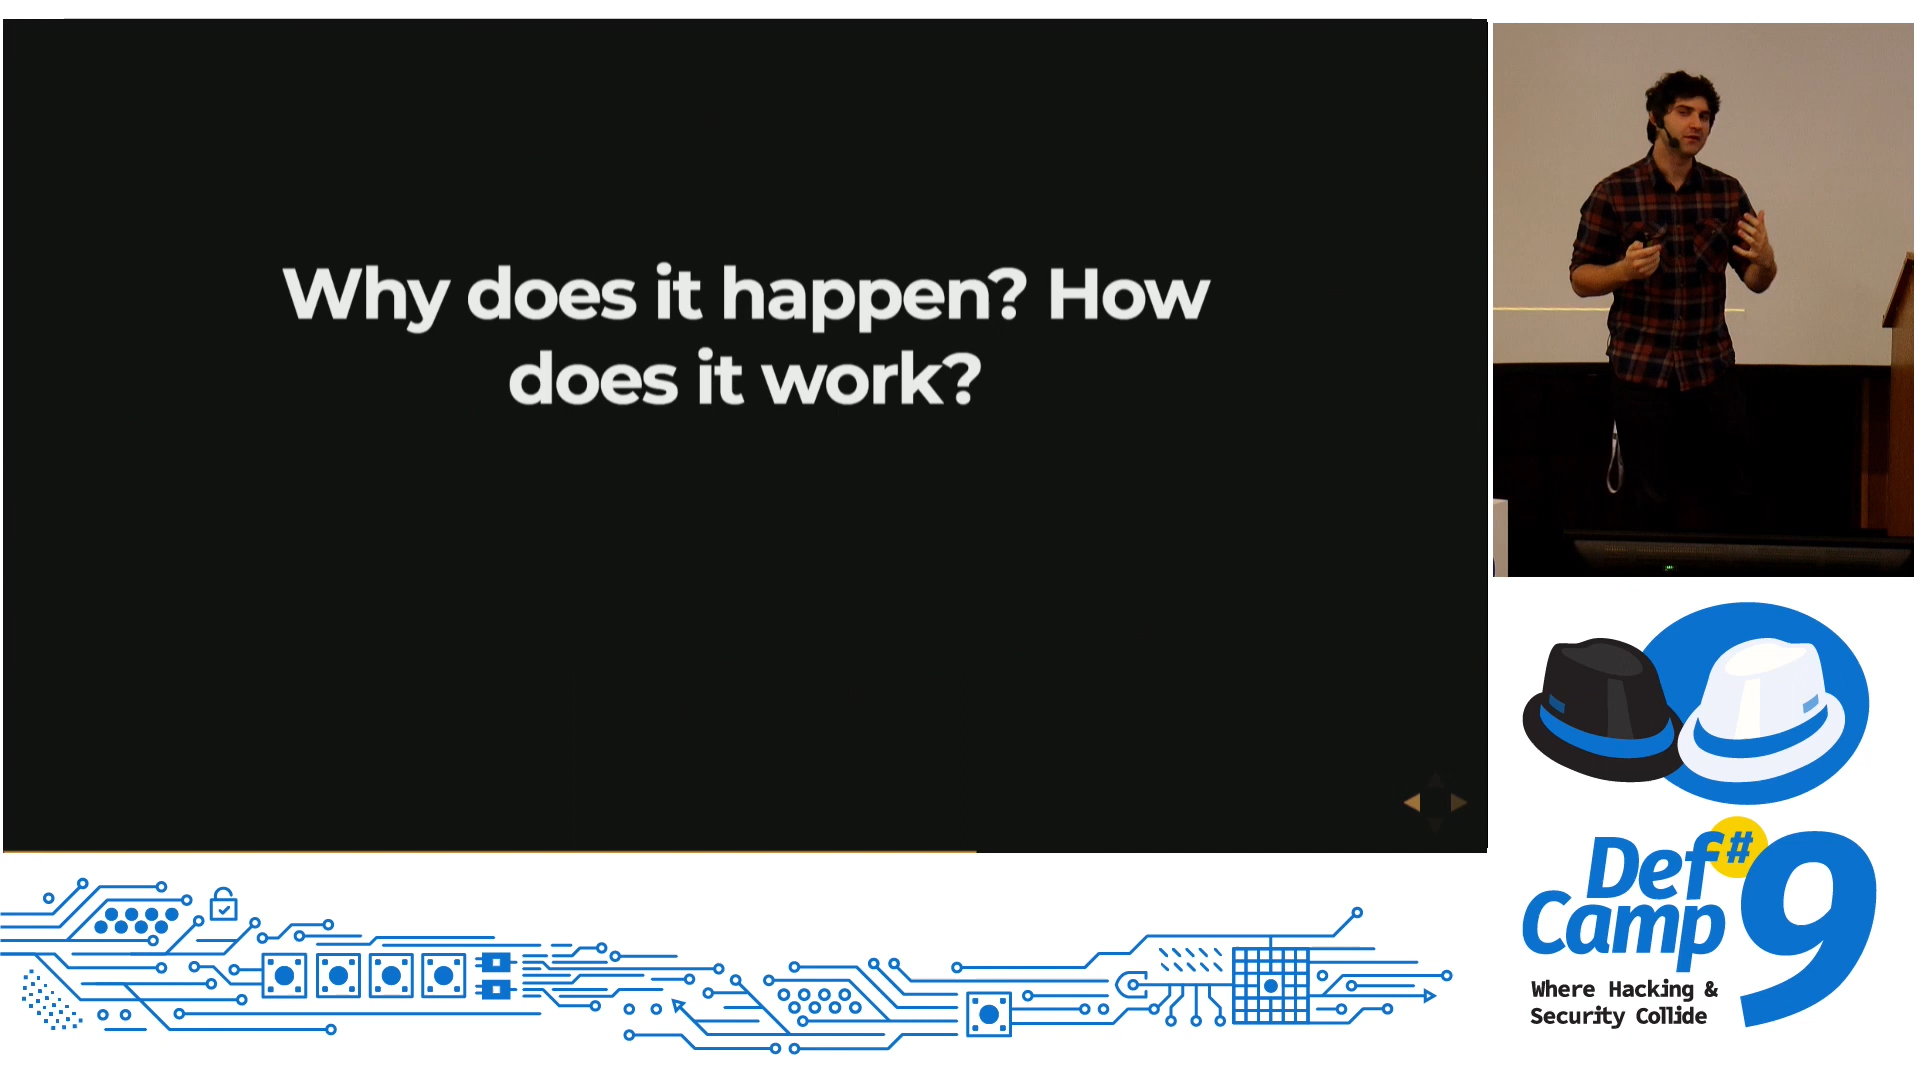 Why does it happen? How
does it work?
Def
#
Camp
9
Where Hacking &
Security Collide